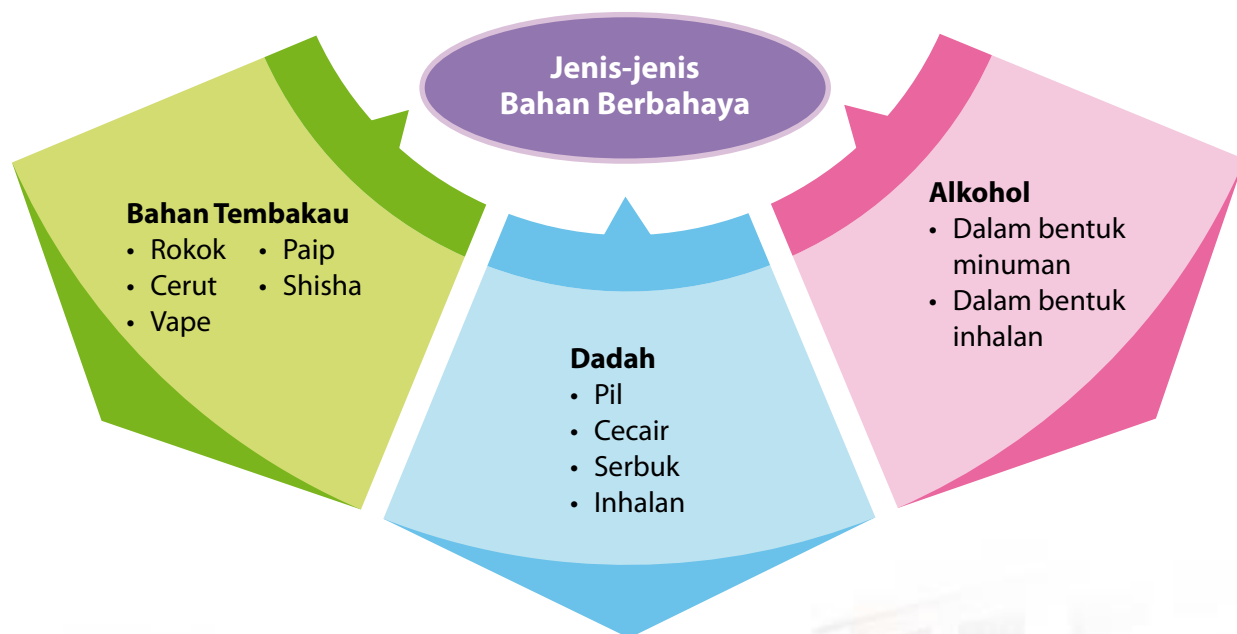 Jenis-jenis
Bahan Berbahaya
Bahan Tembakau
• Rokok • Paip
• Cerut • Shisha
• Vape
Dadah
• Pil
• Cecair
• Serbuk
• Inhalan
Alkohol
• Dalam bentuk
minuman
• Dalam bentuk
inhalan